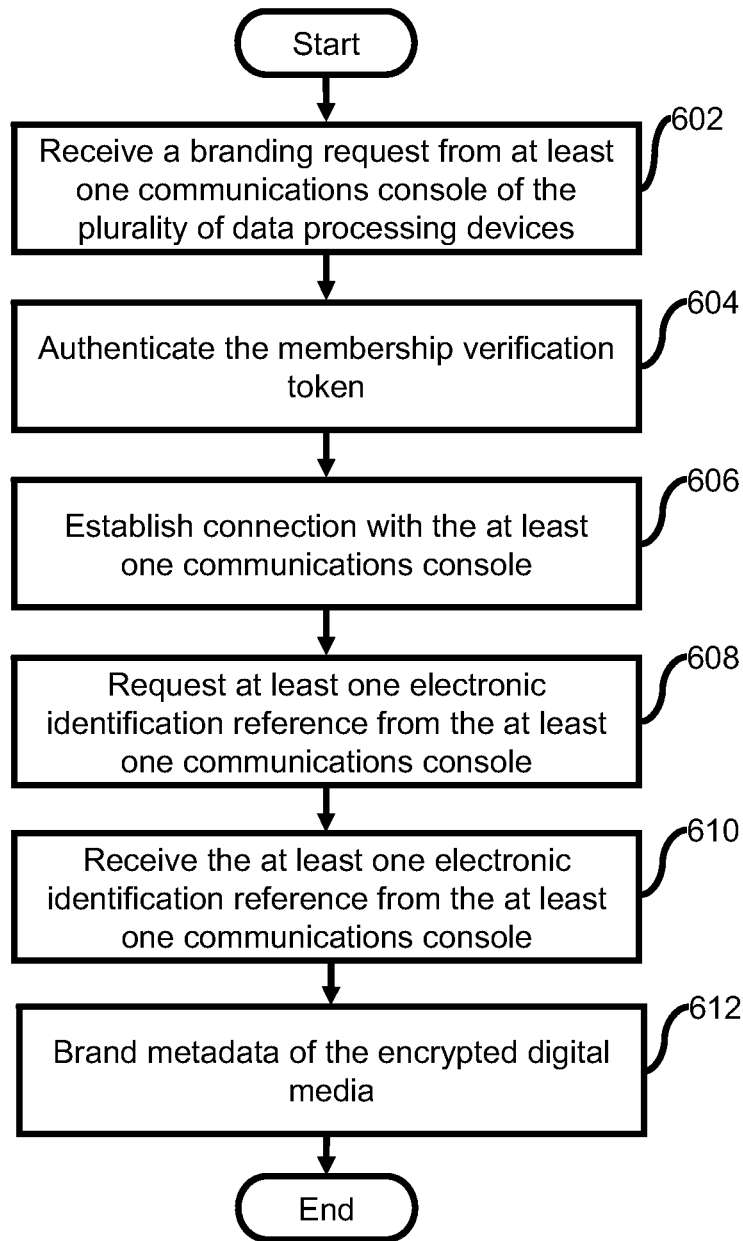 Start
602
Receive a branding request from at least
one communications console of the
plurality of data processing devices
604
Authenticate the membership verification
token
606
Establish connection with the at least
one communications console
608
Request at least one electronic
identification reference from the at least
one communications console
610
Receive the at least one electronic
identification reference from the at least
one communications console
612
Brand metadata of the encrypted digital
media
End